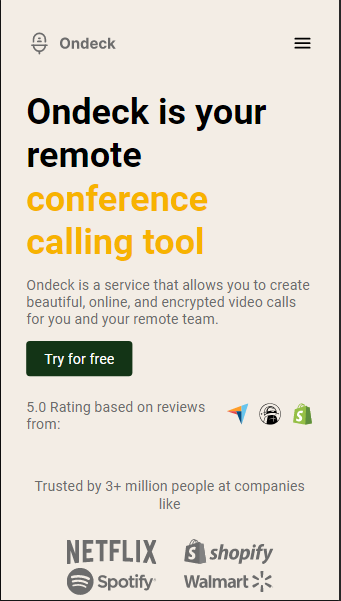 Ondeck
Ondeck is your
remote
conference
calling tool
Ondeck is a service that allows you to create
beautiful, online, and encrypted video calls
for you and your remote team.
Try for free
5.0 Rating based on reviews
from:
Trusted by 3+ million people at companies
like
NETFLIX shopify
Spotify Walmart